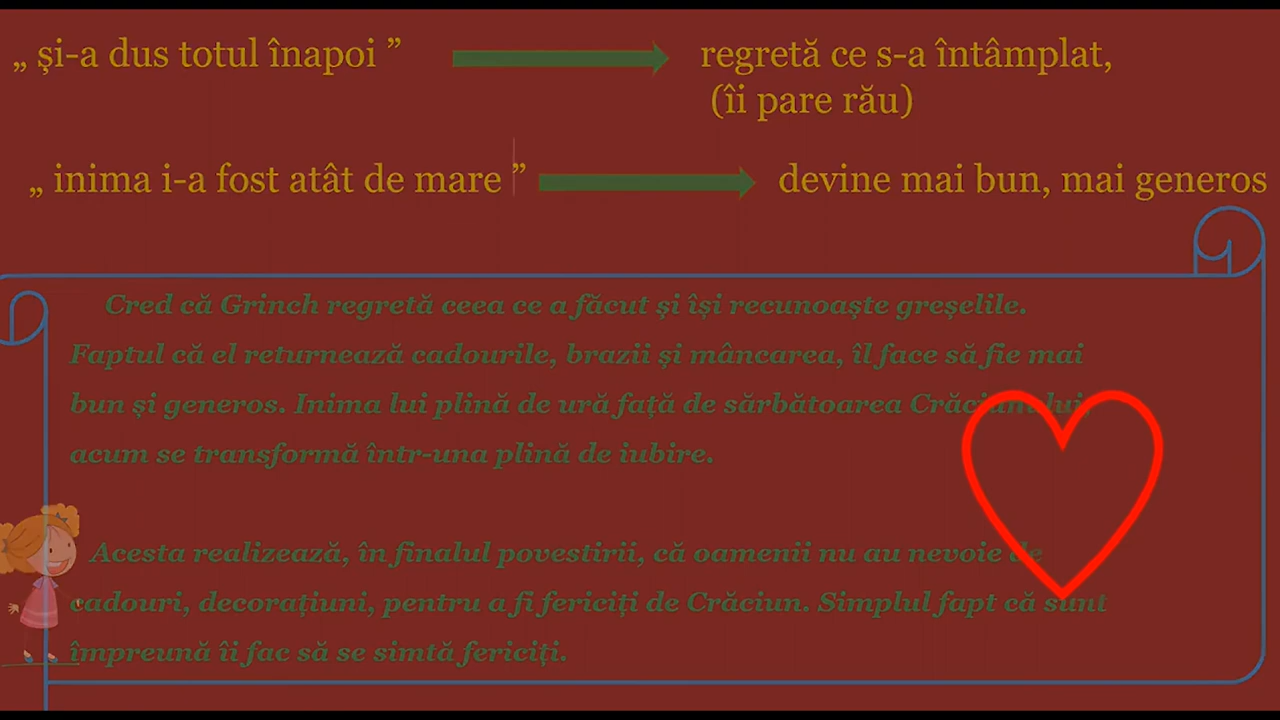 „ și-a dus totul înapoi ” regretă ce s-a întâmplat,
(îi pare rău)
„ inima i-a fost atât de mare ” devine mai bun, mai generos
Cred că Grinch regretă ceea ce a făcut și își recunoaște greșelile.
Faptul că el returnează cadourile, brazii și mâncarea, îl face să fie mai
bun și generos. Inima lui plină de ură față de sărbătoarea Crăciunului,
acum se transformă într-una plină de iubire.
Acesta realizează, în finalul povestirii, că oamenii nu au nevoie de
cadouri, decorațiuni, pentru a fi fericiți de Crăciun. Simplul fapt că sunt
împreună îi fac să se simtă fericiți.